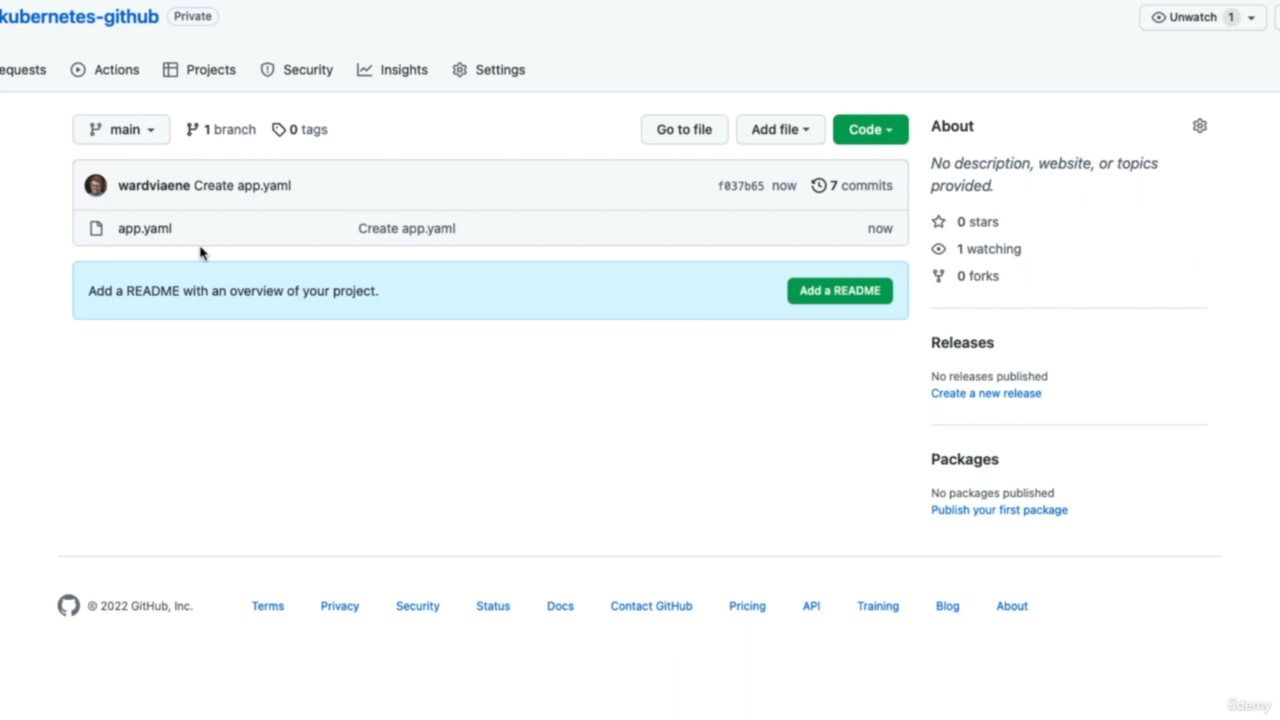 kubernetes-github Private Unwatch 1
equests Actions Projects Security Insights Settings
main 1 branch 0 tags Go to file Add file Code
wardviaene Create app.yaml f037b65 now 7 commits
app.yaml Create app.yaml now
Add a README with an overview of your project. Add a README
About
No description, website, or topics
provided.
0 stars
1 watching
0 forks
Releases
No releases published
Create a new release
Packages
No packages published
Publish your first package
© 2022 GitHub, Inc. Terms Privacy Security Status Docs Contact GitHub Pricing API Training Blog About
ûdemy